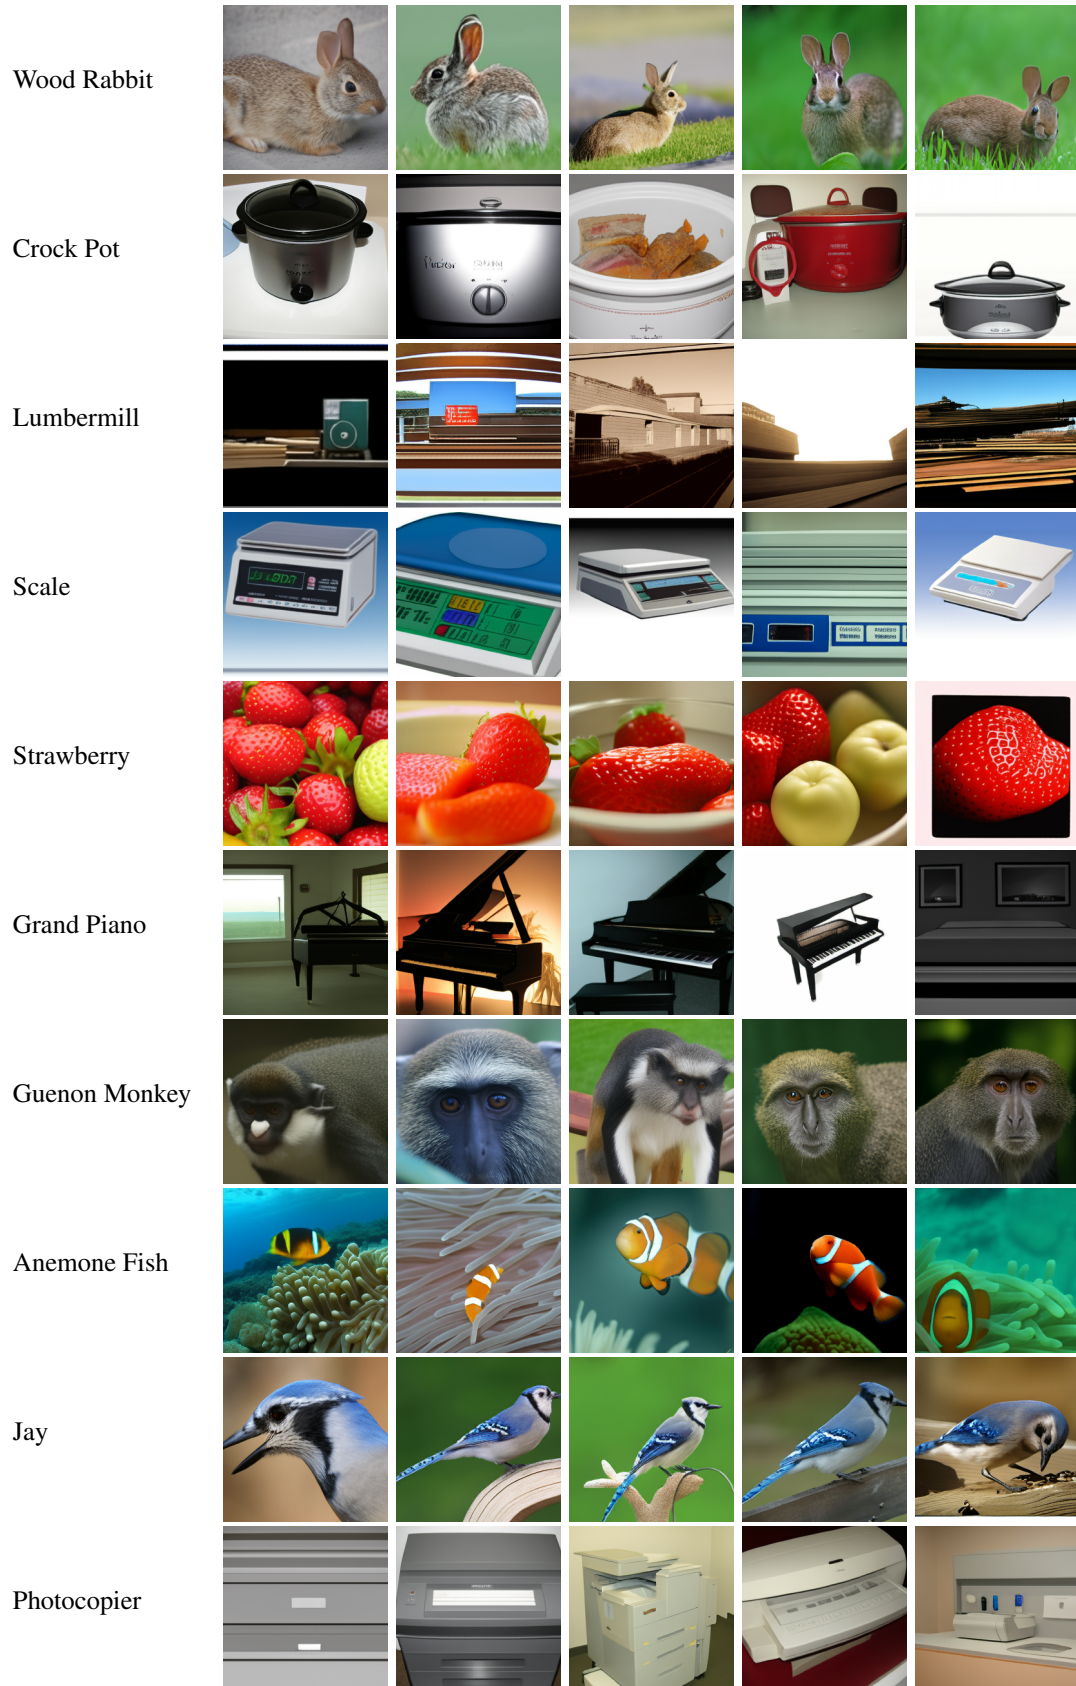 Wood Rabbit
Crock Pot
Lumbermill
Scale
Strawberry
Grand Piano
Guenon Monkey
Anemone Fish
Jay
Photocopier